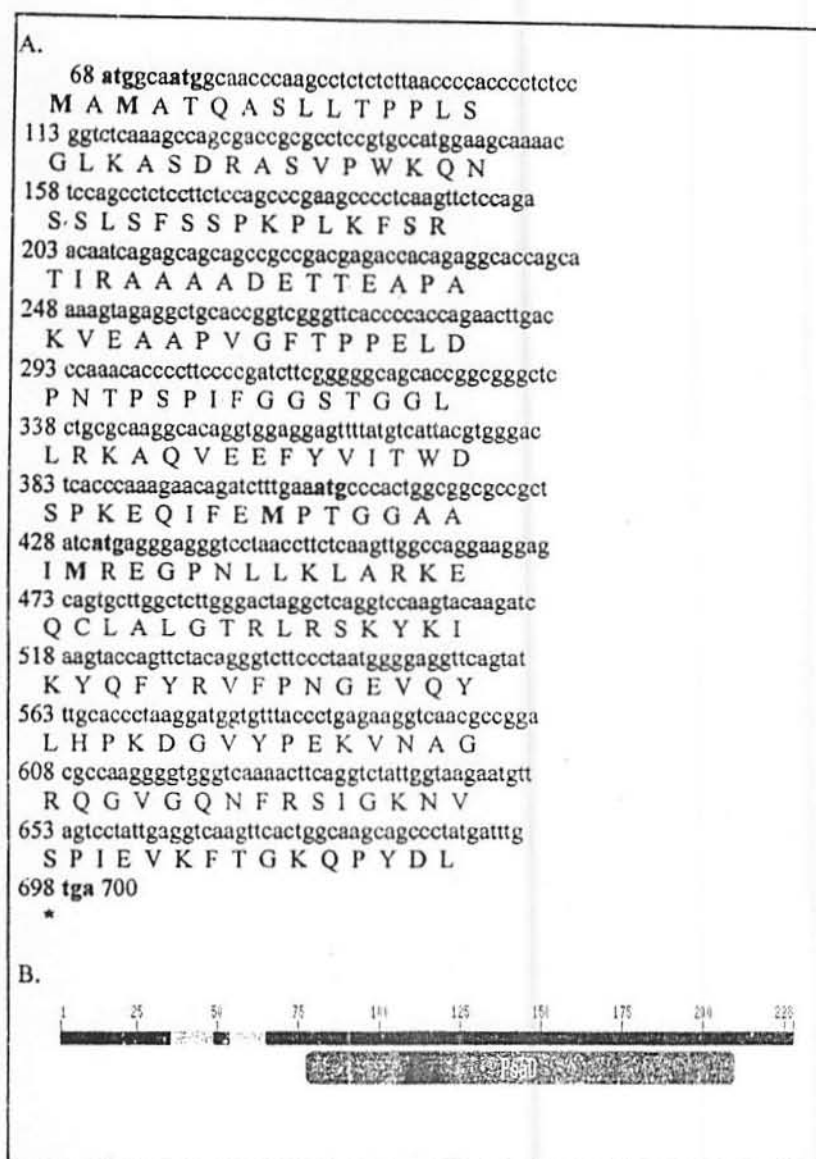 A.
68 atggcaatggcaacccaagcctctctcttaaccccacccctctcc
M A M A T Q A S L L T P P L S
113 ggtctcaaagccagcgaccgcgcctccgtgccatggaagcaaaac
G L K A S D R A S V P W K Q N
158 tccagcctctccttctccagcccgaagcccctcaagttctccaga
S S L S F S S P K P L K F S R
203 acaatcagagcagcagccgccgacgagaccacagaggcaccagca
T I R A A A A D E T T E A P A
248 aaagtagaggctgcaccggtcgggttcaccccaccagaacttgac
K V E A A P V G F T P P E L D
293 ccaaacaccccttccccgatcttcgggggcagcaccggcgggctc
P N T P S P I F G G S T G G L
338 ctgcgcaaggcacaggtggaggagttttatgtcattacgtgggac
L R K A Q V E E F Y V I T W D
383 tcacccaaagaacagatctttgaaatgcccactggcggcgccgct
S P K E Q I F E M P T G G A A
428 atcatgagggagggtcctaaccttctcaagttggccaggaaggag
I M R E G P N L L K L A R K E
473 cagtgcttggctcttgggactaggctcaggtccaagtacaagatc
Q C L A L G T R L R S K Y K I
518 aagtaccagttctacagggtcttccctaatggggaggttcagtat
K Y Q F Y R V F P N G E V Q Y
563 ttgcaccctaaggatggtgtttaccctgagaaggtcaacgccgga
L H P K D G V Y P E K V N A G
608 cgccaaggggtgggtcaaaacttcaggtctattggtaagaatgtt
R Q G V G Q N F R S I G K N V
653 agtcctattgaggtcaagttcactggcaagcagccctatgatttg
S P I E V K F T G K Q P Y D L
698 tga 700
*
B.
1 25 50 75 100 125 150 175 200 228
PsaD